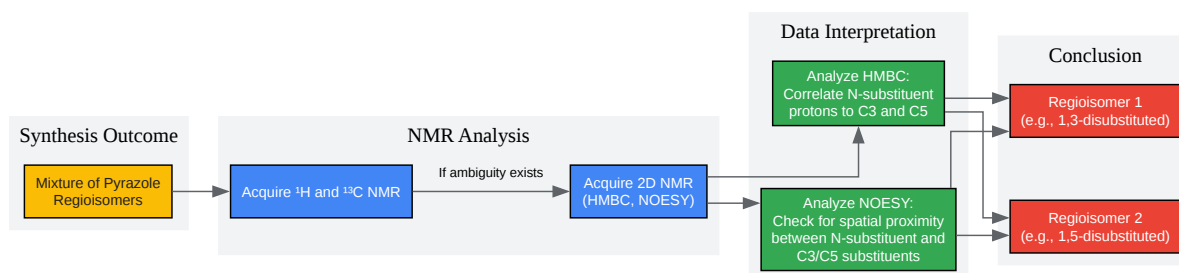 Synthesis Outcome
Mixture of Pyrazole
Regioisomers
NMR Analysis
Acquire ¹H and ¹³C NMR
If ambiguity exists
Acquire 2D NMR
(HMBC, NOESY)
Data Interpretation
Analyze HMBC:
Correlate N-substituent
protons to C3 and C5
Analyze NOESY:
Check for spatial proximity
between N-substituent and
C3/C5 substituents
Conclusion
Regioisomer 1
(e.g., 1,3-disubstituted)
Regioisomer 2
(e.g., 1,5-disubstituted)